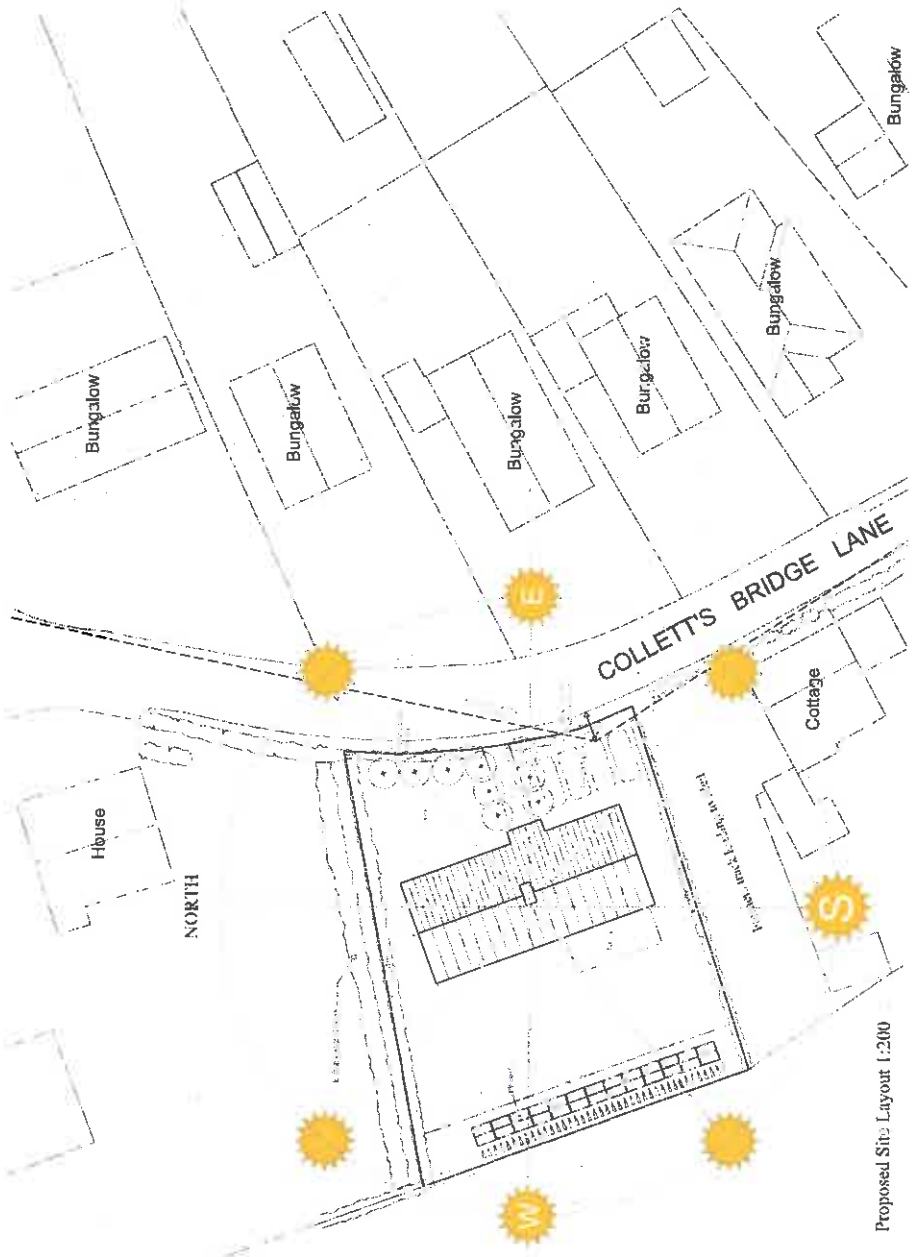 Bungalow
Bungalow
Bungalow
Bungalow
Bungalow
Bungalow
COLLETT'S BRIDGE LANE
E
House
NORTH
Cottage
S
W
Proposed Site Layout 1:200